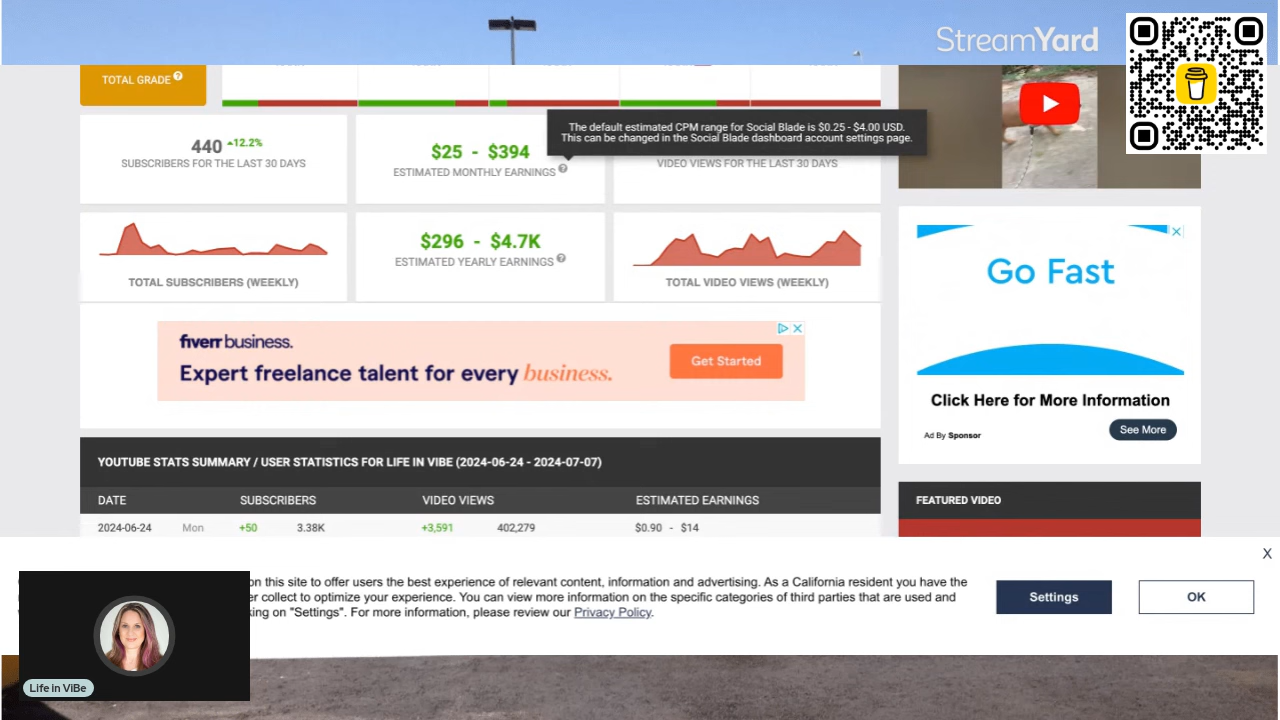 StreamYard
TOTAL GRADE ?
The default estimated CPM range for Social Blade is $0.25 - $4.00 USD.
This can be changed in the Social Blade dashboard account settings page.
440 12.2%
SUBSCRIBERS FOR THE LAST 30 DAYS
$25 - $394
ESTIMATED MONTHLY EARNINGS ?
VIDEO VIEWS FOR THE LAST 30 DAYS
TOTAL SUBSCRIBERS (WEEKLY)
$296 - $4.7K
ESTIMATED YEARLY EARNINGS ?
TOTAL VIDEO VIEWS (WEEKLY)
Go Fast
Click Here for More Information
Ad By Sponsor
See More
fiverr business.
Expert freelance talent for every business.
Get Started
YOUTUBE STATS SUMMARY / USER STATISTICS FOR LIFE IN VIBE (2024-06-24 - 2024-07-07)
DATE SUBSCRIBERS VIDEO VIEWS ESTIMATED EARNINGS
2024-06-24 Mon +50 3.38K +3,591 402,279 $0.90 - $14
FEATURED VIDEO
X
on this site to offer users the best experience of relevant content, information and advertising. As a California resident you have the
er collect to optimize your experience. You can view more information on the specific categories of third parties that are used and
king on "Settings". For more information, please review our Privacy Policy.
Settings
OK
Life in ViBe